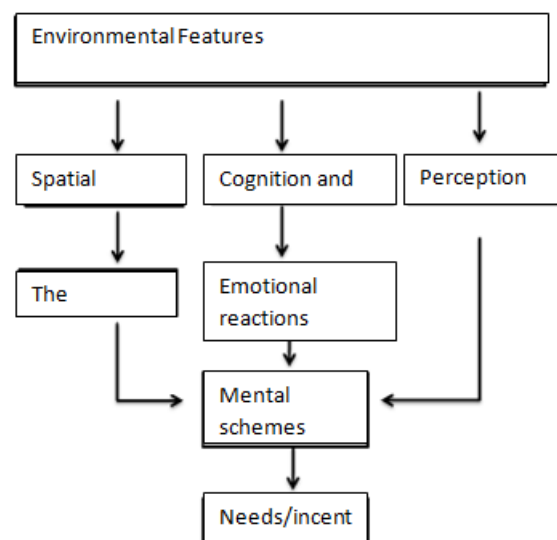 Environmental Features
Spatial
Cognition and
Perception
The
Emotional
reactions
Mental
schemes
Needs/incent